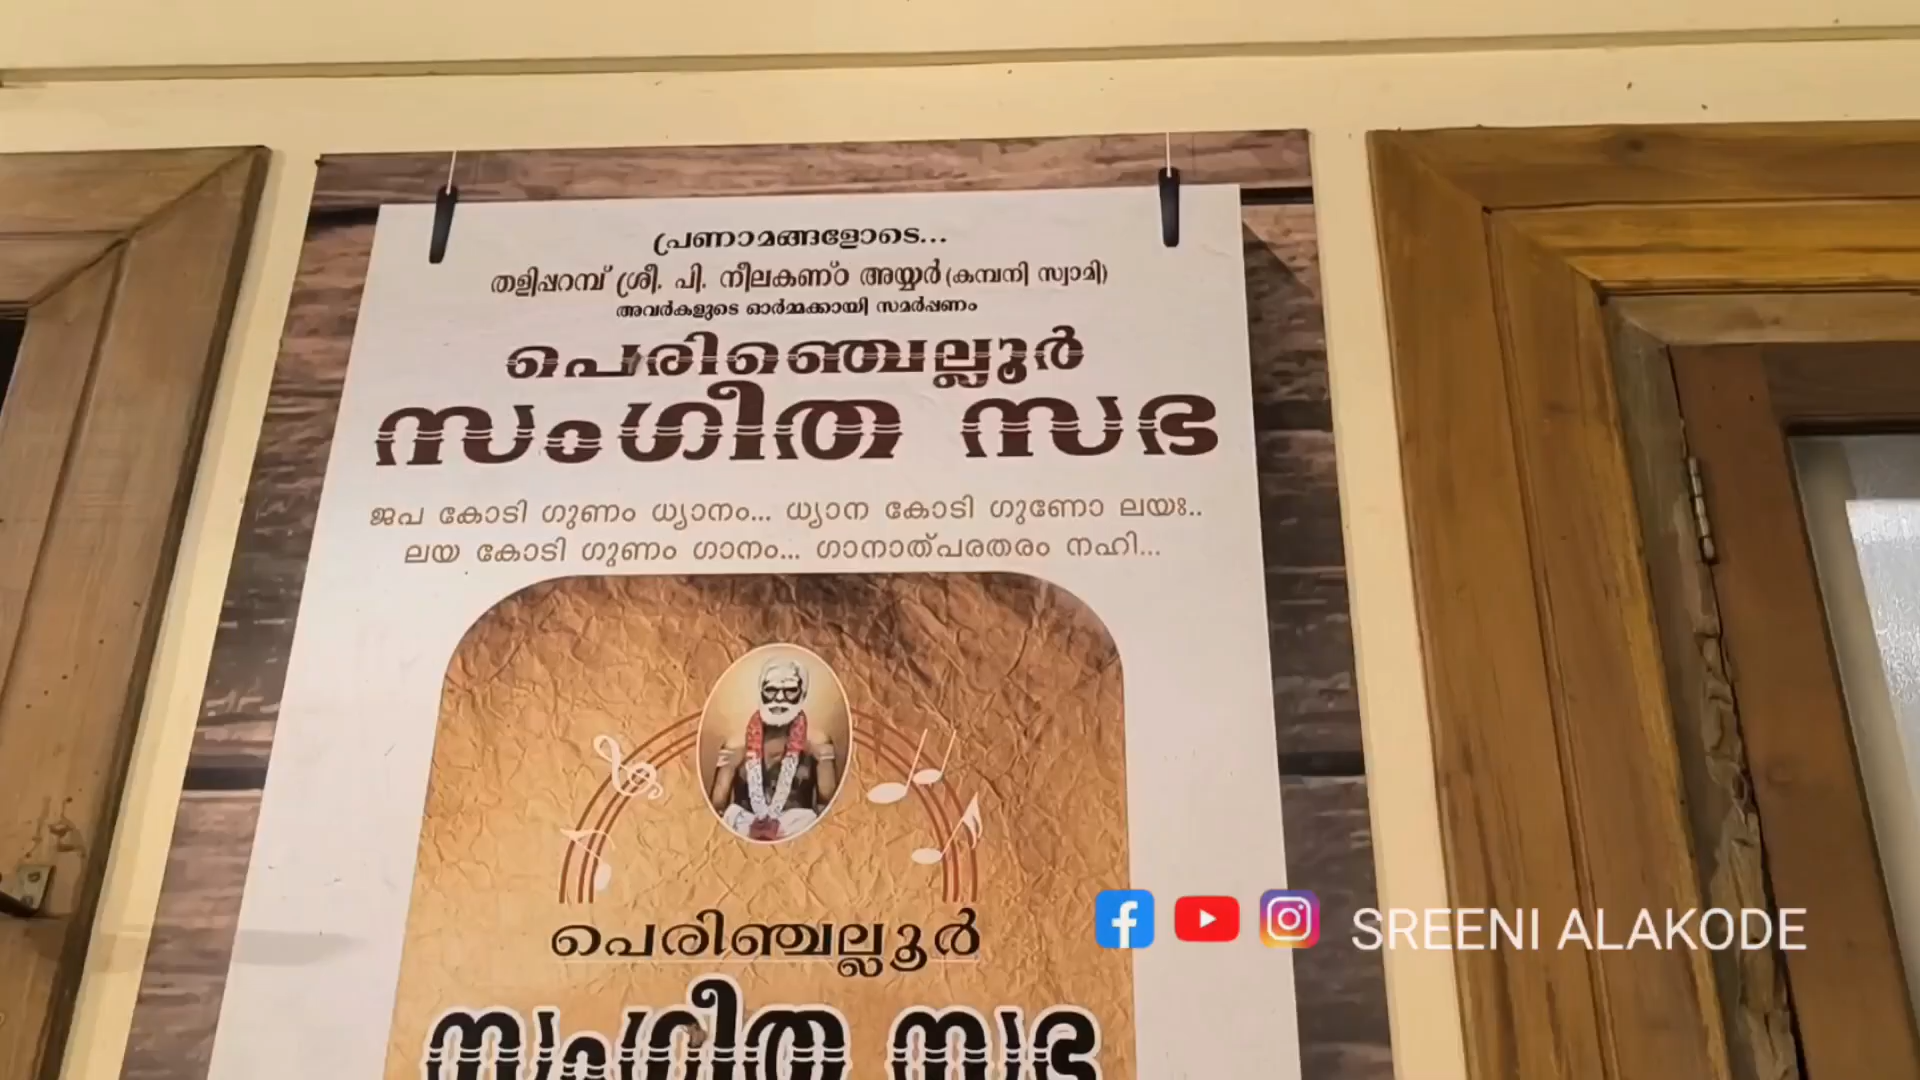 പ്രണാമങ്ങളോടെ...
തളിപ്പറമ്പ് ശ്രീ. പി. നീലകണ്ഠ അയ്യർ (കമ്പനി സ്വാമി)
അവർകളുടെ ഓർമ്മക്കായി സമർപ്പണം
പെരിഞ്ചെല്ലൂർ
സംഗീത സഭ
ജപ കോടി ഗുണം ധ്യാനം... ധ്യാന കോടി ഗുണോ ലയഃ..
ലയ കോടി ഗുണം ഗാനം... ഗാനാത്പരതരം നഹി...
പെരിഞ്ചല്ലൂർ
സംഗീത സഭ
SREENI ALAKODE